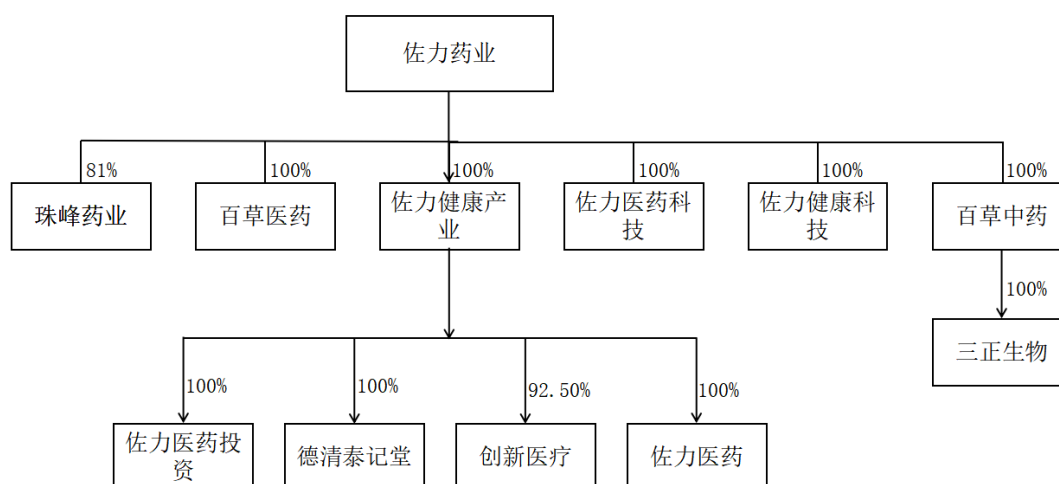 佐力药业
81%
100%
100%
100%
100%
100%
珠峰药业
百草医药
佐力健康产
业
佐力医药科
技
佐力健康科
技
百草中药
100%
三正生物
100%
100%
92.50%
100%
佐力医药投
资
德清泰记堂
创新医疗
佐力医药